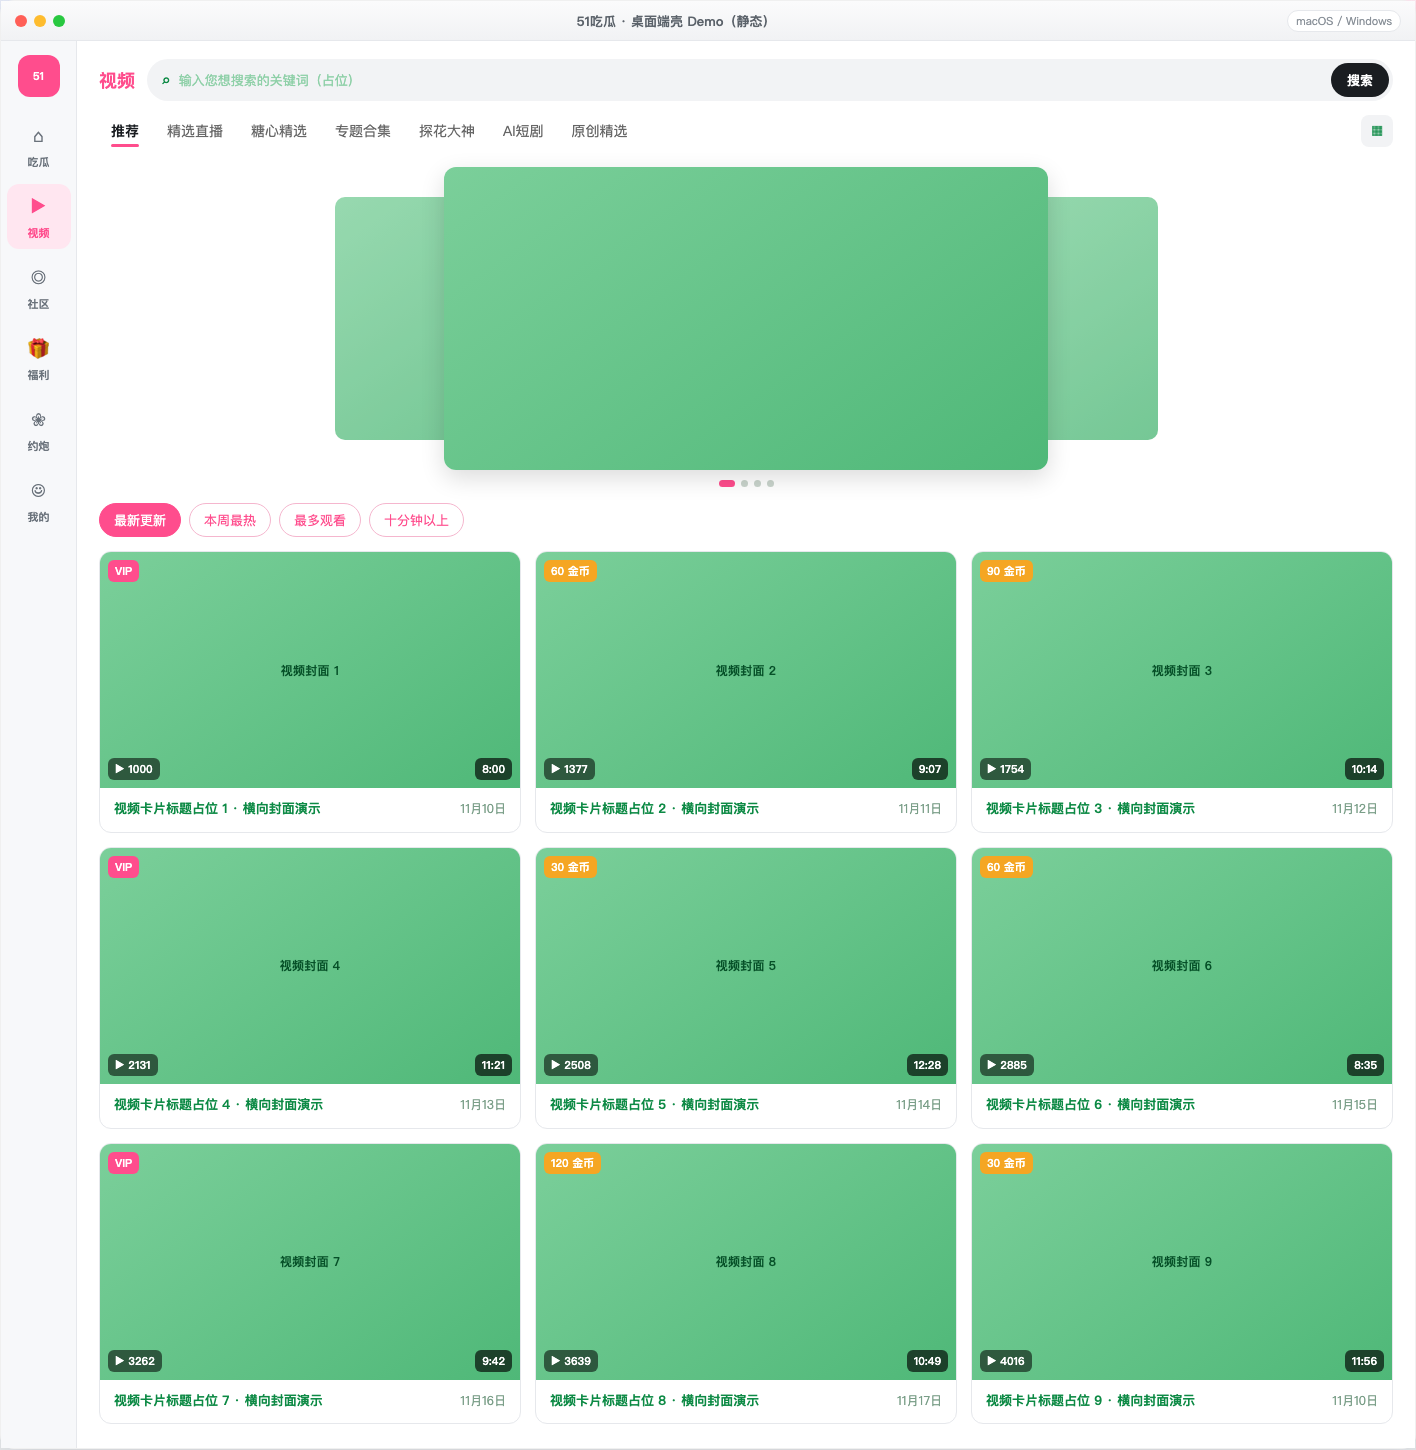 51吃瓜 · 桌面端壳 Demo（静态）
macOS / Windows
51
吃瓜
视频
社区
福利
约炮
我的
视频
输入您想搜索的关键词（占位）
搜索
推荐 精选直播 糖心精选 专题合集 探花大神 AI短剧 原创精选
最新更新 本周最热 最多观看 十分钟以上
VIP
视频封面 1
▶ 1000 8:00
视频卡片标题占位 1 · 横向封面演示 11月10日
60 金币
视频封面 2
▶ 1377 9:07
视频卡片标题占位 2 · 横向封面演示 11月11日
90 金币
视频封面 3
▶ 1754 10:14
视频卡片标题占位 3 · 横向封面演示 11月12日
VIP
视频封面 4
▶ 2131 11:21
视频卡片标题占位 4 · 横向封面演示 11月13日
30 金币
视频封面 5
▶ 2508 12:28
视频卡片标题占位 5 · 横向封面演示 11月14日
60 金币
视频封面 6
▶ 2885 8:35
视频卡片标题占位 6 · 横向封面演示 11月15日
VIP
视频封面 7
▶ 3262 9:42
视频卡片标题占位 7 · 横向封面演示 11月16日
120 金币
视频封面 8
▶ 3639 10:49
视频卡片标题占位 8 · 横向封面演示 11月17日
30 金币
视频封面 9
▶ 4016 11:56
视频卡片标题占位 9 · 横向封面演示 11月10日